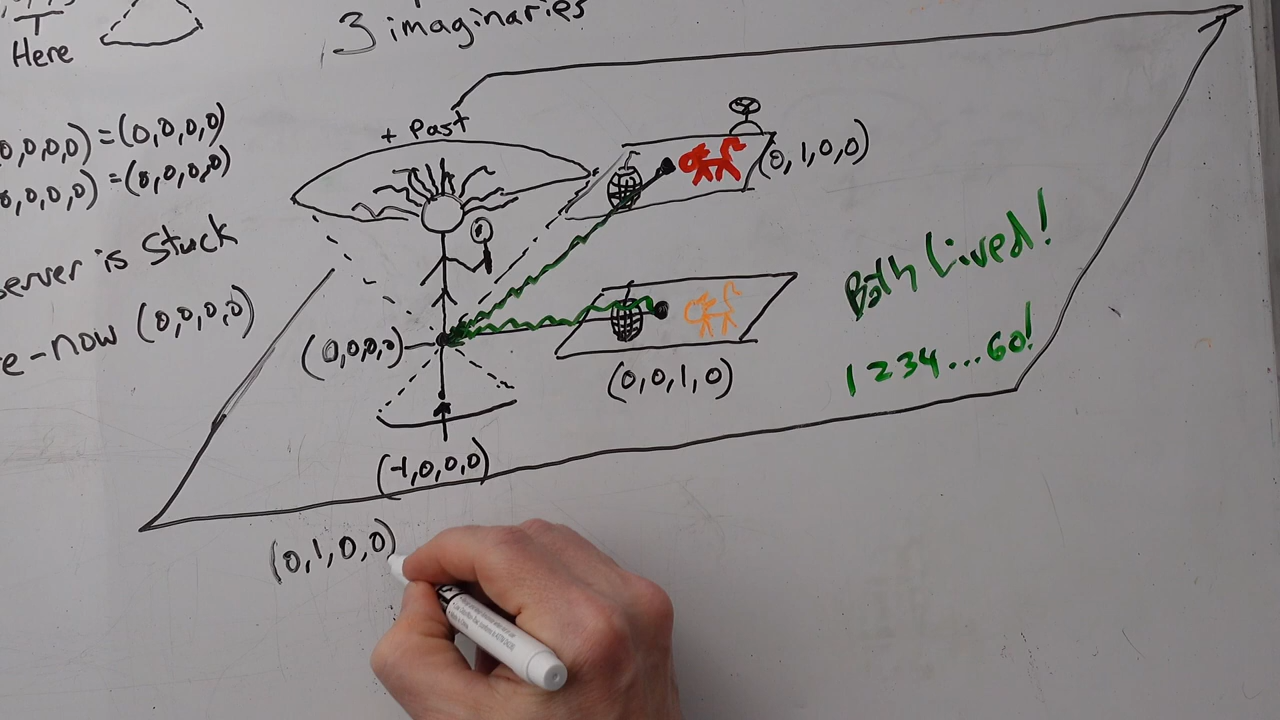 Here
3 imaginaries
+ Past
0,0,0,0) = (0,0,0,0)
0,0,0,0) = (0,0,0,0)
(0,1,0,0)
server is Stuck
e-now (0,0,0,0)
(0,0,0,0)
(0,0,1,0)
Both Lived!
1 2 3 4 ... 60!
(-1,0,0,0)
(0,1,0,0)